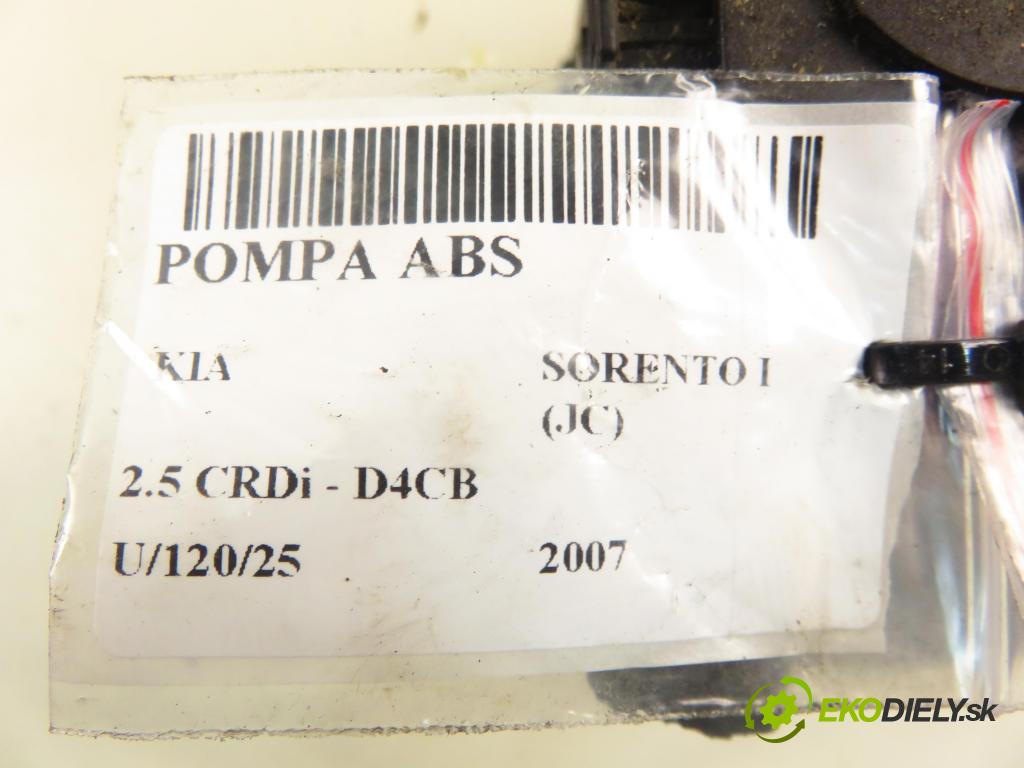 POMPA ABS
KIA SORENTO I
(JC)
2.5 CRDi - D4CB
U/120/25 2007
EKODIELY.sk